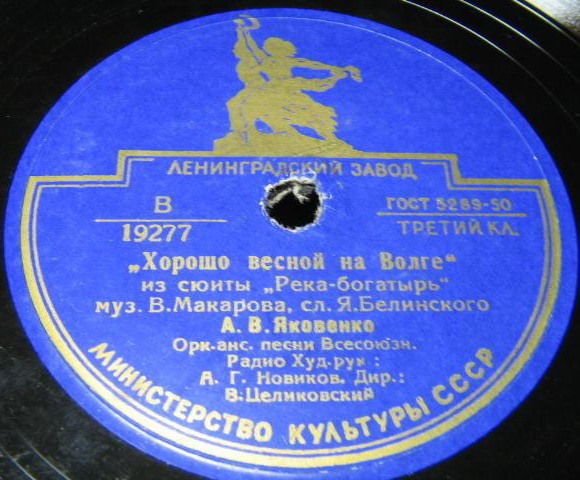 ЛЕНИНГРАДСКИЙ ЗАВОД
В
19277
ГОСТ 5289-50
ТРЕТИЙ КЛ.
„Хорошо весной на Волге"
из сюиты „Река-богатырь"
муз. В. Макарова, сл. Я. Белинского
А. В. Яковенко
Орк-анс. песни Всесоюзн.
Радио Худ. рук :
А. Г. Новиков. Дир.:
В. Целиковский
МИНИСТЕРСТВО КУЛЬТУРЫ СССР